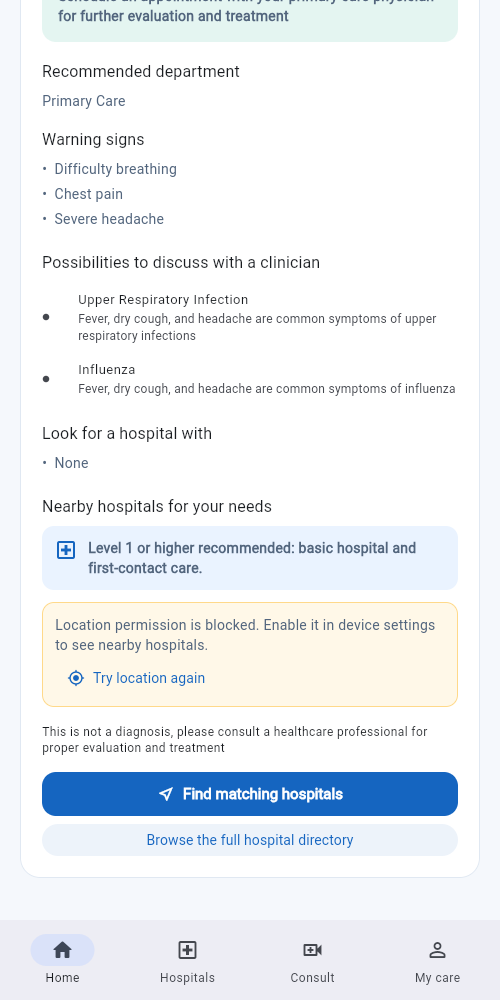 for further evaluation and treatment
Recommended department
Primary Care
Warning signs
• Difficulty breathing
• Chest pain
• Severe headache
Possibilities to discuss with a clinician
Upper Respiratory Infection
Fever, dry cough, and headache are common symptoms of upper
respiratory infections
Influenza
Fever, dry cough, and headache are common symptoms of influenza
Look for a hospital with
• None
Nearby hospitals for your needs
Level 1 or higher recommended: basic hospital and
first-contact care.
Location permission is blocked. Enable it in device settings
to see nearby hospitals.
Try location again
This is not a diagnosis, please consult a healthcare professional for
proper evaluation and treatment
Find matching hospitals
Browse the full hospital directory
Home
Hospitals
Consult
My care